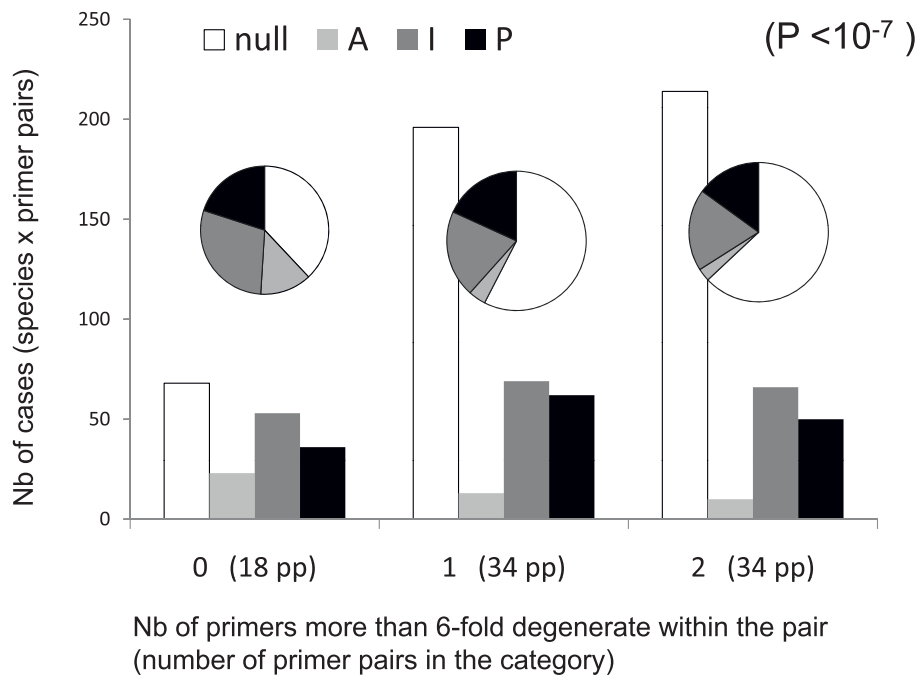 null A I P
(P <10-7 )
Nb of cases (species x primer pairs)
250
200
150
100
50
0
0 (18 pp) 1 (34 pp) 2 (34 pp)
Nb of primers more than 6-fold degenerate within the pair
(number of primer pairs in the category)